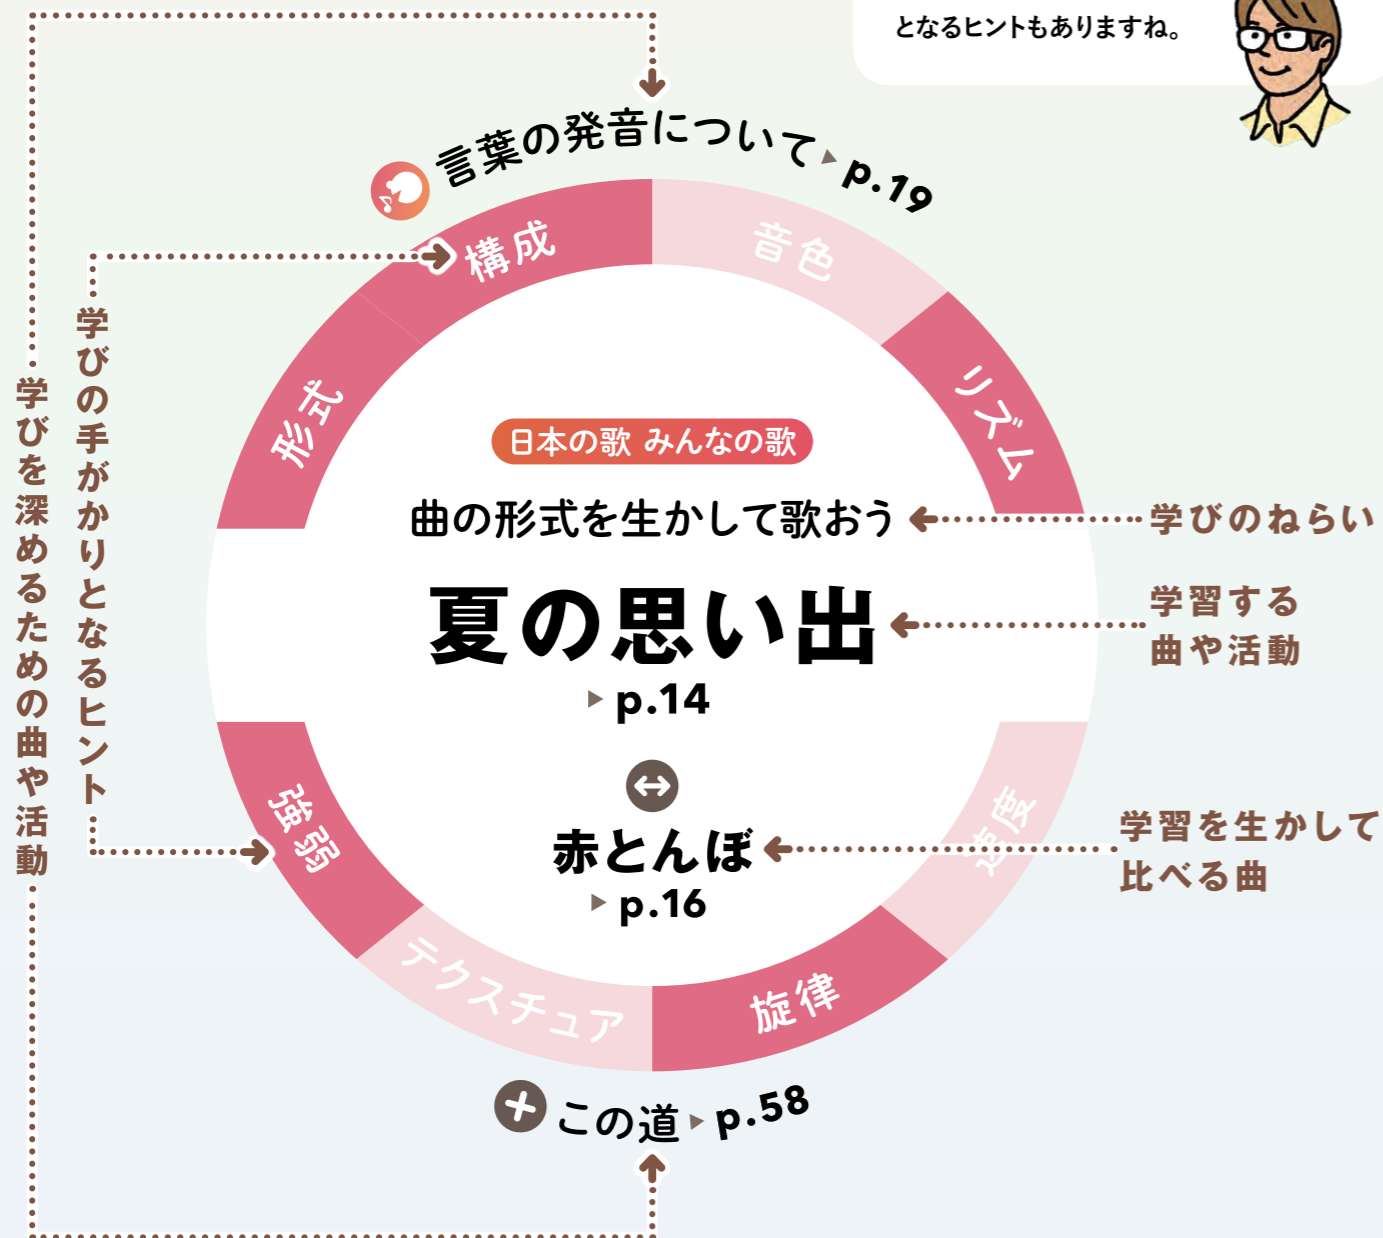 となるヒントもありますね。
言葉の発音について▶p.19
構成
音色
リズム
形式
学びの手がかりとなるヒント
学びを深めるための曲や活動
日本の歌 みんなの歌
曲の形式を生かして歌おう
学びのねらい
夏の思い出
▶p.14
学習する
曲や活動
赤とんぼ
▶p.16
学習を生かして
比べる曲
強弱
速度
テクスチュア
旋律
この道▶p.58